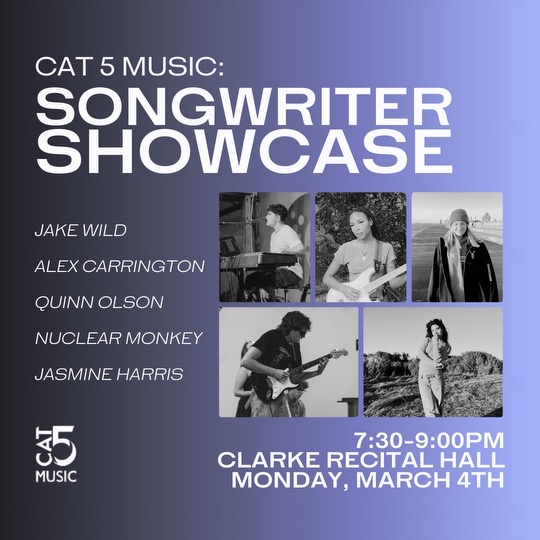 CAT 5 MUSIC:
SONGWRITER
SHOWCASE
JAKE WILD
ALEX CARRINGTON
QUINN OLSON
NUCLEAR MONKEY
JASMINE HARRIS
CAT 5
MUSIC
7:30-9:00PM
CLARKE RECITAL HALL
MONDAY, MARCH 4TH